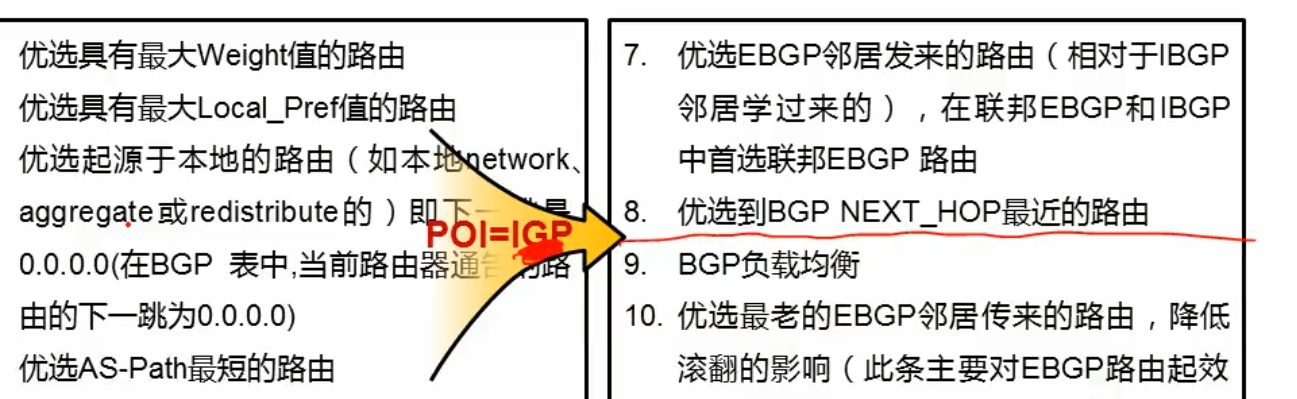 优选具有最大Weight值的路由
优选具有最大Local_Pref值的路由
优选起源于本地的路由（如本地network、
aggregate或redistribute的）即下一跳是
0.0.0.0(在BGP 表中,当前路由器通告的路
由的下一跳为0.0.0.0)
优选AS-Path最短的路由
POI=IGP
7. 优选EBGP邻居发来的路由（相对于IBGP
邻居学过来的），在联邦EBGP和IBGP
中首选联邦EBGP 路由
8. 优选到BGP NEXT_HOP最近的路由
9. BGP负载均衡
10. 优选最老的EBGP邻居传来的路由，降低
滚翻的影响（此条主要对EBGP路由起效